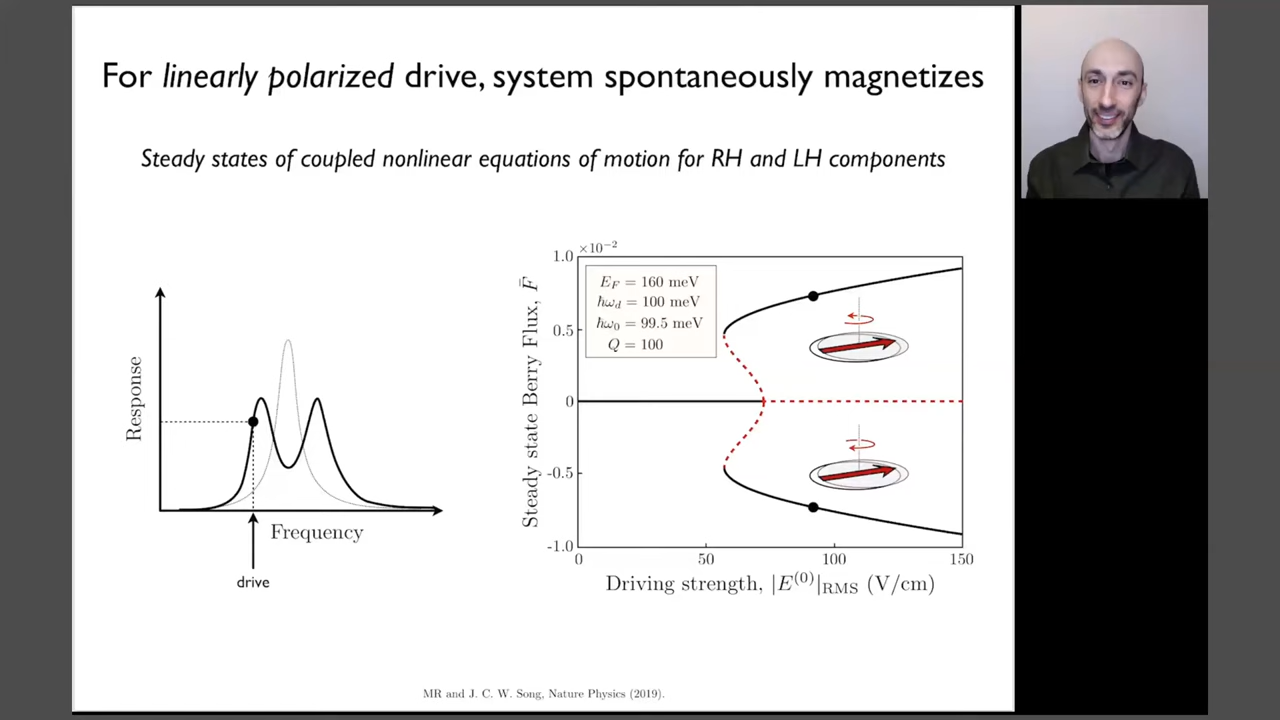 For linearly polarized drive, system spontaneously magnetizes
Steady states of coupled nonlinear equations of motion for RH and LH components
Response
Frequency
drive
×10⁻²
1.0
0.5
0
-0.5
-1.0
Steady state Berry Flux, F̄
E_F = 160 meV
ħω_d = 100 meV
ħω_0 = 99.5 meV
Q = 100
0
50
100
150
Driving strength, |E^(0)|_RMS (V/cm)
MR and J. C. W. Song, Nature Physics (2019).